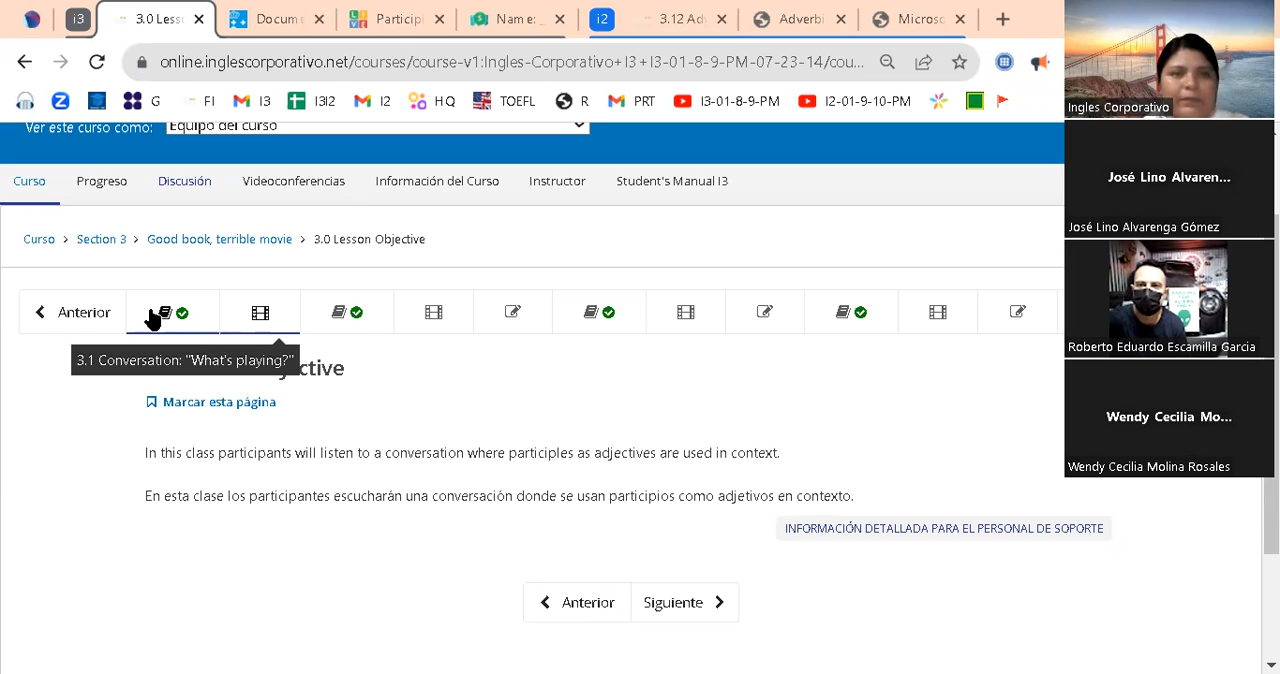 i3
3.0 Less
Docum
Particip
Name: _
i2
3.12 Ad
Adverbi
Microso
online.inglescorporativo.net/courses/course-v1:Ingles-Corporativo+I3+I3-01-8-9-PM-07-23-14/cou...
G
FI
I3
I3I2
I2
HQ
TOEFL
R
PRT
I3-01-8-9-PM
I2-01-9-10-PM
Ver este curso como:
Equipo del curso
Curso
Progreso
Discusión
Videoconferencias
Información del Curso
Instructor
Student's Manual I3
Curso > Section 3 > Good book, terrible movie > 3.0 Lesson Objective
Anterior
3.1 Conversation: "What's playing?"
jective
Marcar esta página
In this class participants will listen to a conversation where participles as adjectives are used in context.
En esta clase los participantes escucharán una conversación donde se usan participios como adjetivos en contexto.
INFORMACIÓN DETALLADA PARA EL PERSONAL DE SOPORTE
Anterior
Siguiente
Ingles Corporativo
José Lino Alvaren...
José Lino Alvarenga Gómez
Roberto Eduardo Escamilla Garcia
Wendy Cecilia Mo...
Wendy Cecilia Molina Rosales